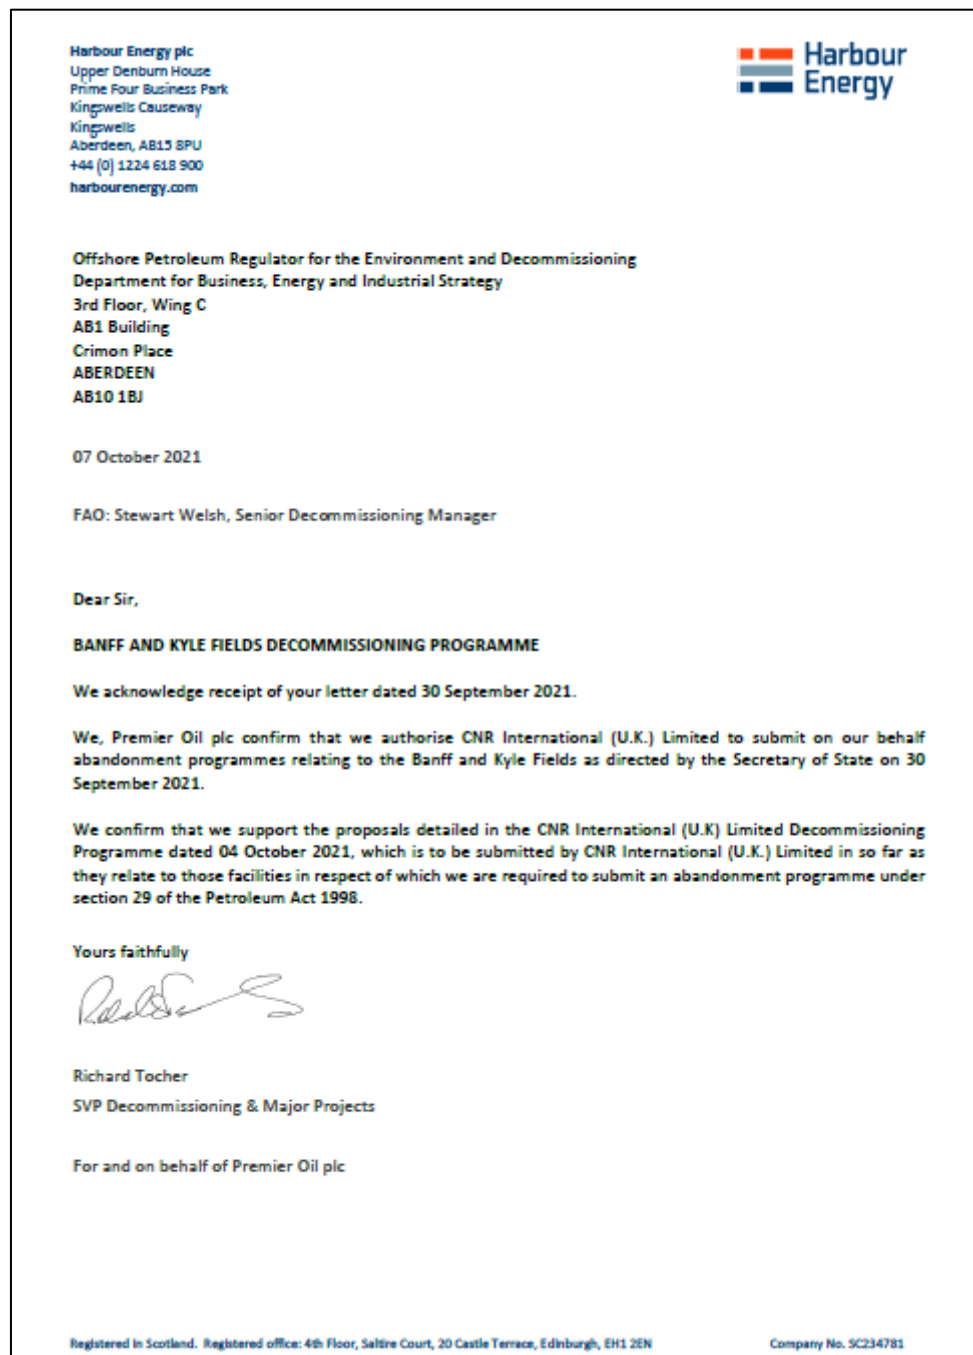 Harbour Energy plc
Upper Denburn House
Prime Four Business Park
Kingswells Causeway
Kingswells
Aberdeen, AB15 8PU
+44 (0) 1224 618 900
harbourenergy.com
Harbour
Energy
Offshore Petroleum Regulator for the Environment and Decommissioning
Department for Business, Energy and Industrial Strategy
3rd Floor, Wing C
AB1 Building
Crimon Place
ABERDEEN
AB10 1BJ
07 October 2021
FAO: Stewart Welsh, Senior Decommissioning Manager
Dear Sir,
BANFF AND KYLE FIELDS DECOMMISSIONING PROGRAMME
We acknowledge receipt of your letter dated 30 September 2021.
We, Premier Oil plc confirm that we authorise CNR International (U.K.) Limited to submit on our behalf
abandonment programmes relating to the Banff and Kyle Fields as directed by the Secretary of State on 30
September 2021.
We confirm that we support the proposals detailed in the CNR International (U.K) Limited Decommissioning
Programme dated 04 October 2021, which is to be submitted by CNR International (U.K.) Limited in so far as
they relate to those facilities in respect of which we are required to submit an abandonment programme under
section 29 of the Petroleum Act 1998.
Yours faithfully
Richard Tocher
SVP Decommissioning & Major Projects
For and on behalf of Premier Oil plc
Registered in Scotland. Registered office: 4th Floor, Saltire Court, 20 Castle Terrace, Edinburgh, EH1 2EN
Company No. SC234781